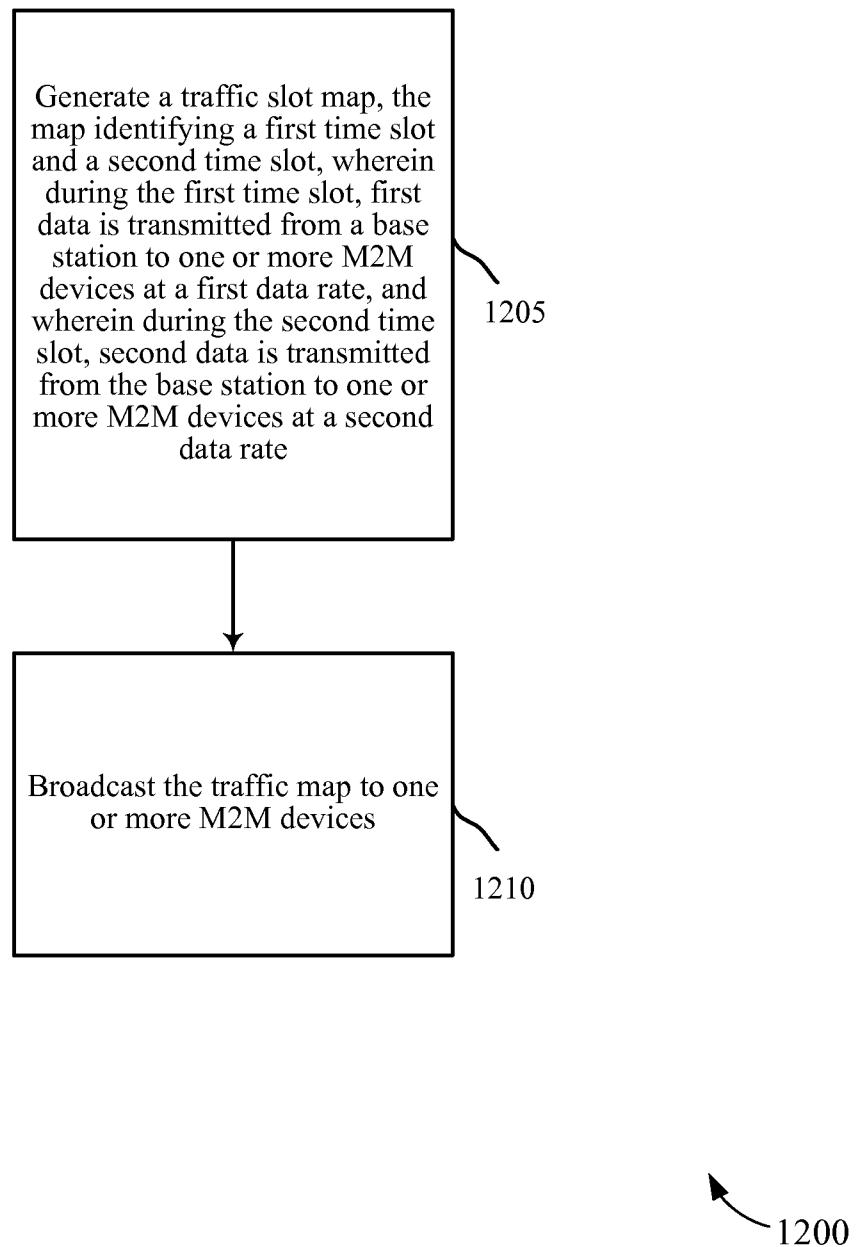 Generate a traffic slot map, the
map identifying a first time slot
and a second time slot, wherein
during the first time slot, first
data is transmitted from a base
station to one or more M2M
devices at a first data rate, and
wherein during the second time
slot, second data is transmitted
from the base station to one or
more M2M devices at a second
data rate
1205
Broadcast the traffic map to one
or more M2M devices
1210
1200